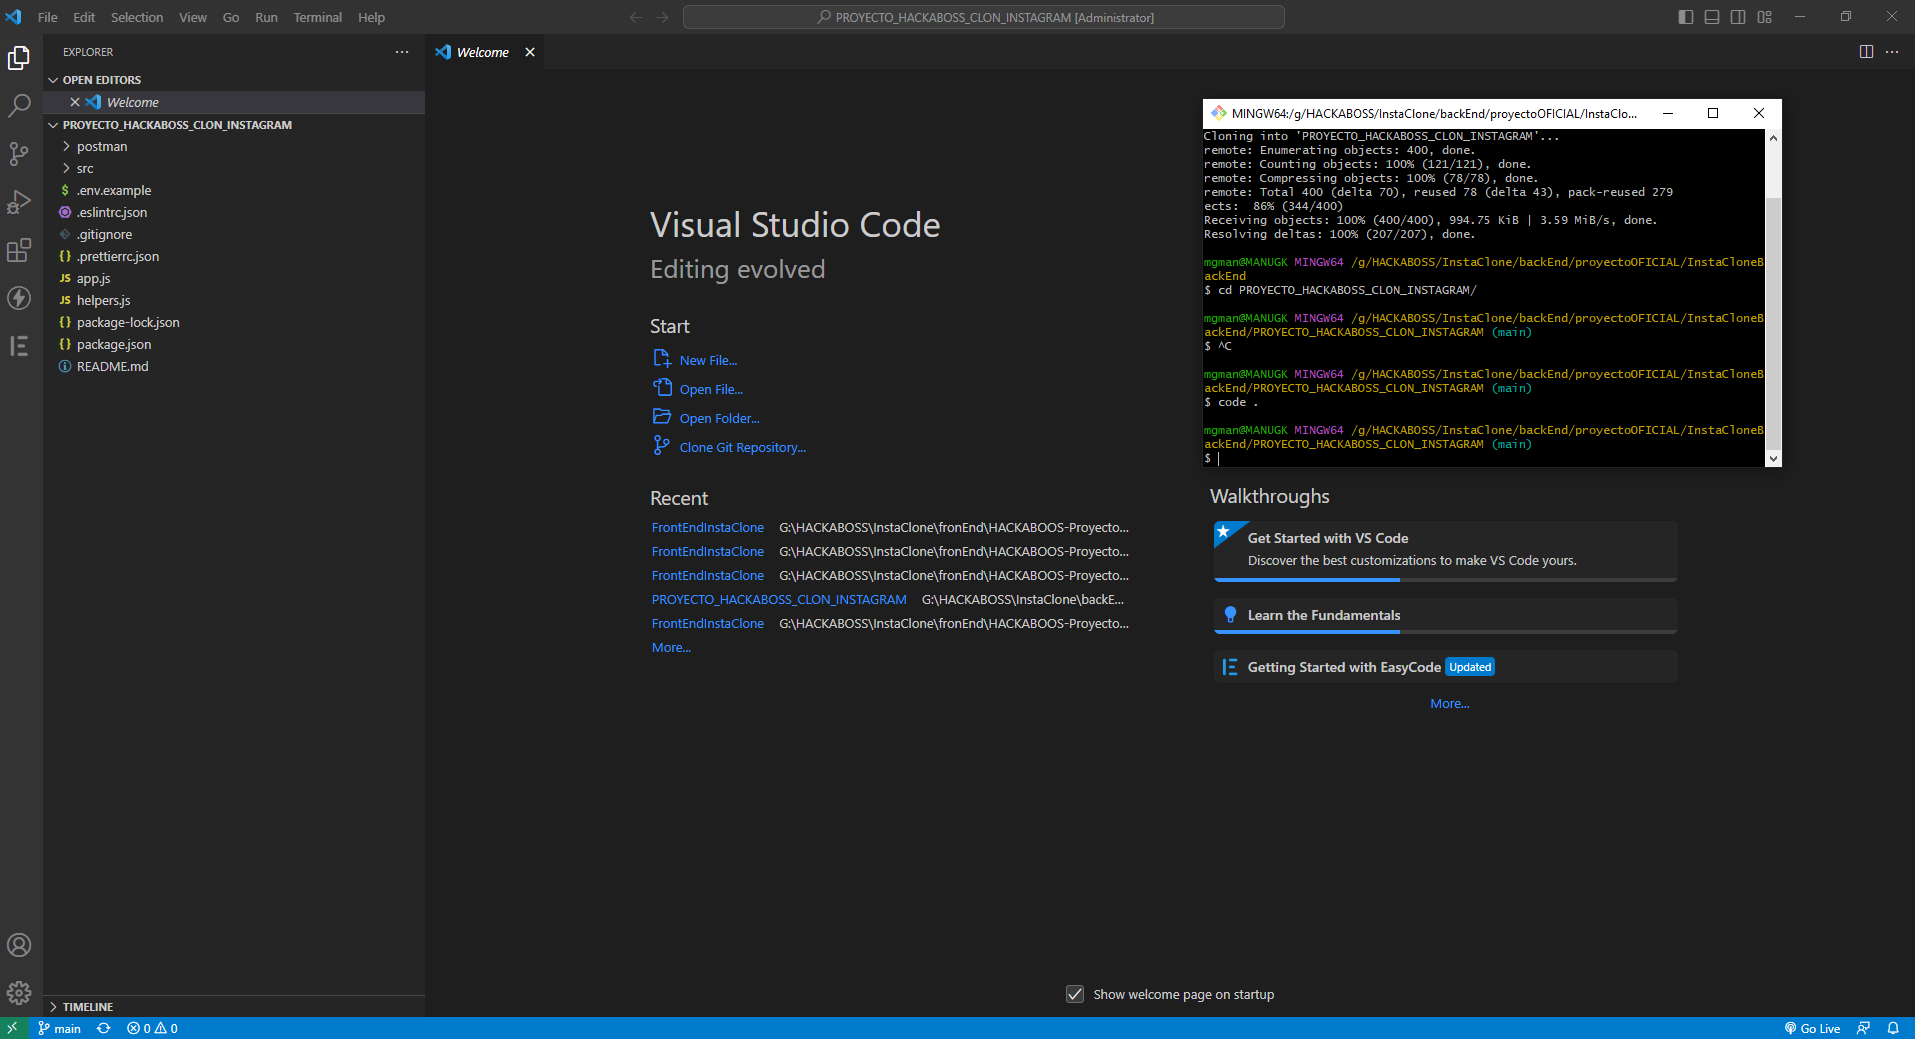 File Edit Selection View Go Run Terminal Help
PROYECTO_HACKABOSS_CLON_INSTAGRAM [Administrator]
EXPLORER
OPEN EDITORS
Welcome
PROYECTO_HACKABOSS_CLON_INSTAGRAM
postman
src
.env.example
.eslintrc.json
.gitignore
.prettierrc.json
app.js
helpers.js
package-lock.json
package.json
README.md
TIMELINE
Welcome
Visual Studio Code
Editing evolved
Start
New File...
Open File...
Open Folder...
Clone Git Repository...
Recent
FrontEndInstaClone G:\HACKABOSS\InstaClone\fronEnd\HACKABOOS-Proyecto...
FrontEndInstaClone G:\HACKABOSS\InstaClone\fronEnd\HACKABOOS-Proyecto...
FrontEndInstaClone G:\HACKABOSS\InstaClone\fronEnd\HACKABOOS-Proyecto...
PROYECTO_HACKABOSS_CLON_INSTAGRAM G:\HACKABOSS\InstaClone\backE...
FrontEndInstaClone G:\HACKABOSS\InstaClone\fronEnd\HACKABOOS-Proyecto...
More...
MINGW64:/g/HACKABOSS/InstaClone/backEnd/proyectoOFICIAL/InstaClo...
Cloning into 'PROYECTO_HACKABOSS_CLON_INSTAGRAM'...
remote: Enumerating objects: 400, done.
remote: Counting objects: 100% (121/121), done.
remote: Compressing objects: 100% (78/78), done.
remote: Total 400 (delta 70), reused 78 (delta 43), pack-reused 279
ects:  86% (344/400)
Receiving objects: 100% (400/400), 994.75 KiB | 3.59 MiB/s, done.
Resolving deltas: 100% (207/207), done.
mgman@MANUGK MINGW64 /g/HACKABOSS/InstaClone/backEnd/proyectoOFICIAL/InstaCloneB
ackEnd
$ cd PROYECTO_HACKABOSS_CLON_INSTAGRAM/
mgman@MANUGK MINGW64 /g/HACKABOSS/InstaClone/backEnd/proyectoOFICIAL/InstaCloneB
ackEnd/PROYECTO_HACKABOSS_CLON_INSTAGRAM (main)
$ ^C
mgman@MANUGK MINGW64 /g/HACKABOSS/InstaClone/backEnd/proyectoOFICIAL/InstaCloneB
ackEnd/PROYECTO_HACKABOSS_CLON_INSTAGRAM (main)
$ code .
mgman@MANUGK MINGW64 /g/HACKABOSS/InstaClone/backEnd/proyectoOFICIAL/InstaCloneB
ackEnd/PROYECTO_HACKABOSS_CLON_INSTAGRAM (main)
$
Walkthroughs
Get Started with VS Code
Discover the best customizations to make VS Code yours.
Learn the Fundamentals
Getting Started with EasyCode Updated
More...
Show welcome page on startup
main 0 0 Go Live